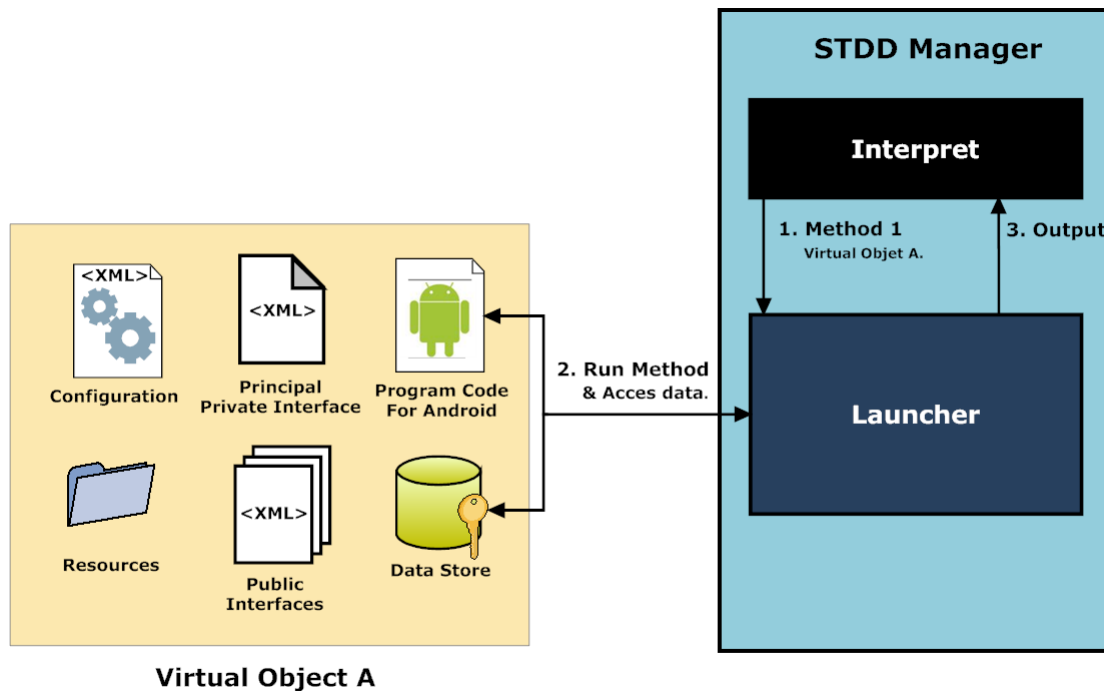 STDD Manager
Interpret
1. Method 1
Virtual Objet A.
3. Output
<XML>
Configuration
<XML>
Principal
Private Interface
Program Code
For Android
2. Run Method
& Acces data.
Launcher
Resources
<XML>
Public
Interfaces
Data Store
Virtual Object A